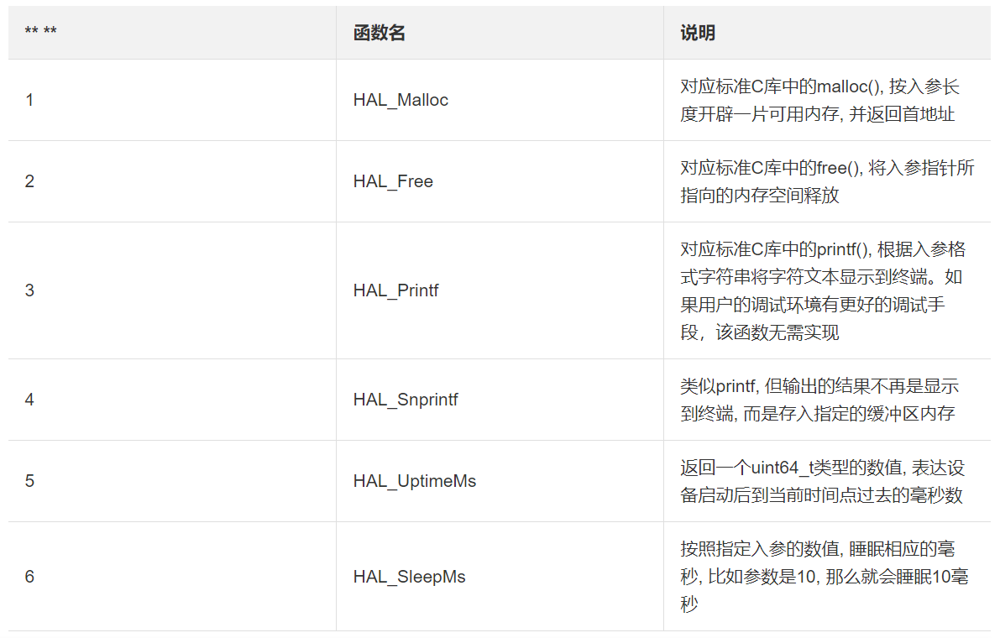 ** **
函数名
说明
1
HAL_Malloc
对应标准C库中的malloc(), 按入参长
度开辟一片可用内存, 并返回首地址
2
HAL_Free
对应标准C库中的free(), 将入参指针所
指向的内存空间释放
3
HAL_Printf
对应标准C库中的printf(), 根据入参格
式字符串将字符文本显示到终端。如
果用户的调试环境有更好的调试手
段，该函数无需实现
4
HAL_Snprintf
类似printf, 但输出的结果不再是显示
到终端, 而是存入指定的缓冲区内存
5
HAL_UptimeMs
返回一个uint64_t类型的数值, 表达设
备启动后到当前时间点过去的毫秒数
6
HAL_SleepMs
按照指定入参的数值, 睡眠相应的毫
秒, 比如参数是10, 那么就会睡眠10毫
秒